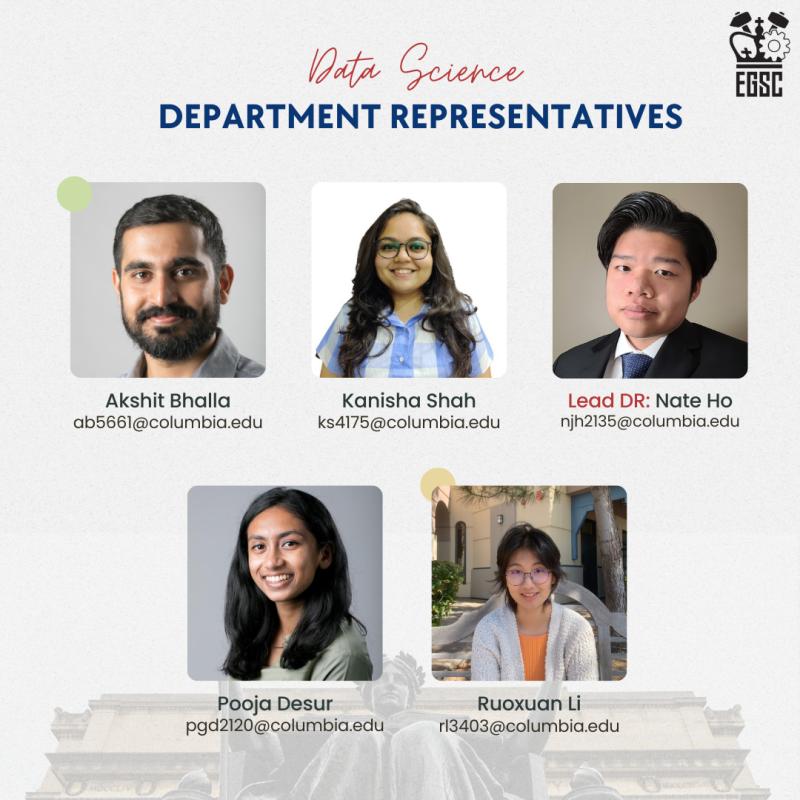 EGSC
Data Science
DEPARTMENT REPRESENTATIVES
Akshit Bhalla
ab5661@columbia.edu
Kanisha Shah
ks4175@columbia.edu
Lead DR: Nate Ho
njh2135@columbia.edu
Pooja Desur
pgd2120@columbia.edu
Ruoxuan Li
rl3403@columbia.edu